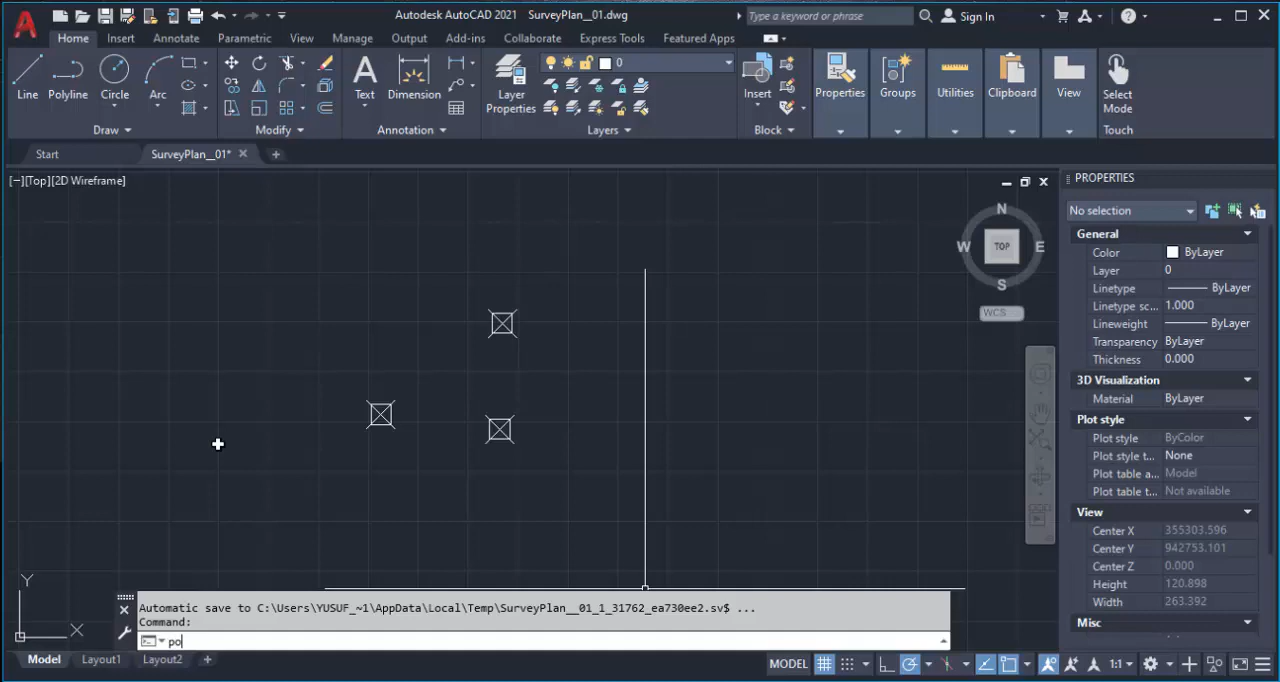 Autodesk AutoCAD 2021 SurveyPlan__01.dwg
Type a keyword or phrase
Sign In
Home Insert Annotate Parametric View Manage Output Add-ins Collaborate Express Tools Featured Apps
Line Polyline Circle Arc
Text Dimension
Layer Properties
0
Insert
Properties Groups Utilities Clipboard View Select Mode
Draw Modify Annotation Layers Block Touch
Start SurveyPlan__01*
[−][Top][2D Wireframe]
N
W TOP E
S
WCS
PROPERTIES
No selection
General
Color ByLayer
Layer 0
Linetype ByLayer
Linetype sc... 1.000
Lineweight ByLayer
Transparency ByLayer
Thickness 0.000
3D Visualization
Material ByLayer
Plot style
Plot style ByColor
Plot style t... None
Plot table a... Model
Plot table t... Not available
View
Center X 355303.596
Center Y 942753.101
Center Z 0.000
Height 120.898
Width 263.392
Misc
Y
X
Automatic save to C:\Users\YUSUF_~1\AppData\Local\Temp\SurveyPlan__01_1_31762_ea730ee2.sv$ ...
Command:
po
Model Layout1 Layout2
MODEL 1:1